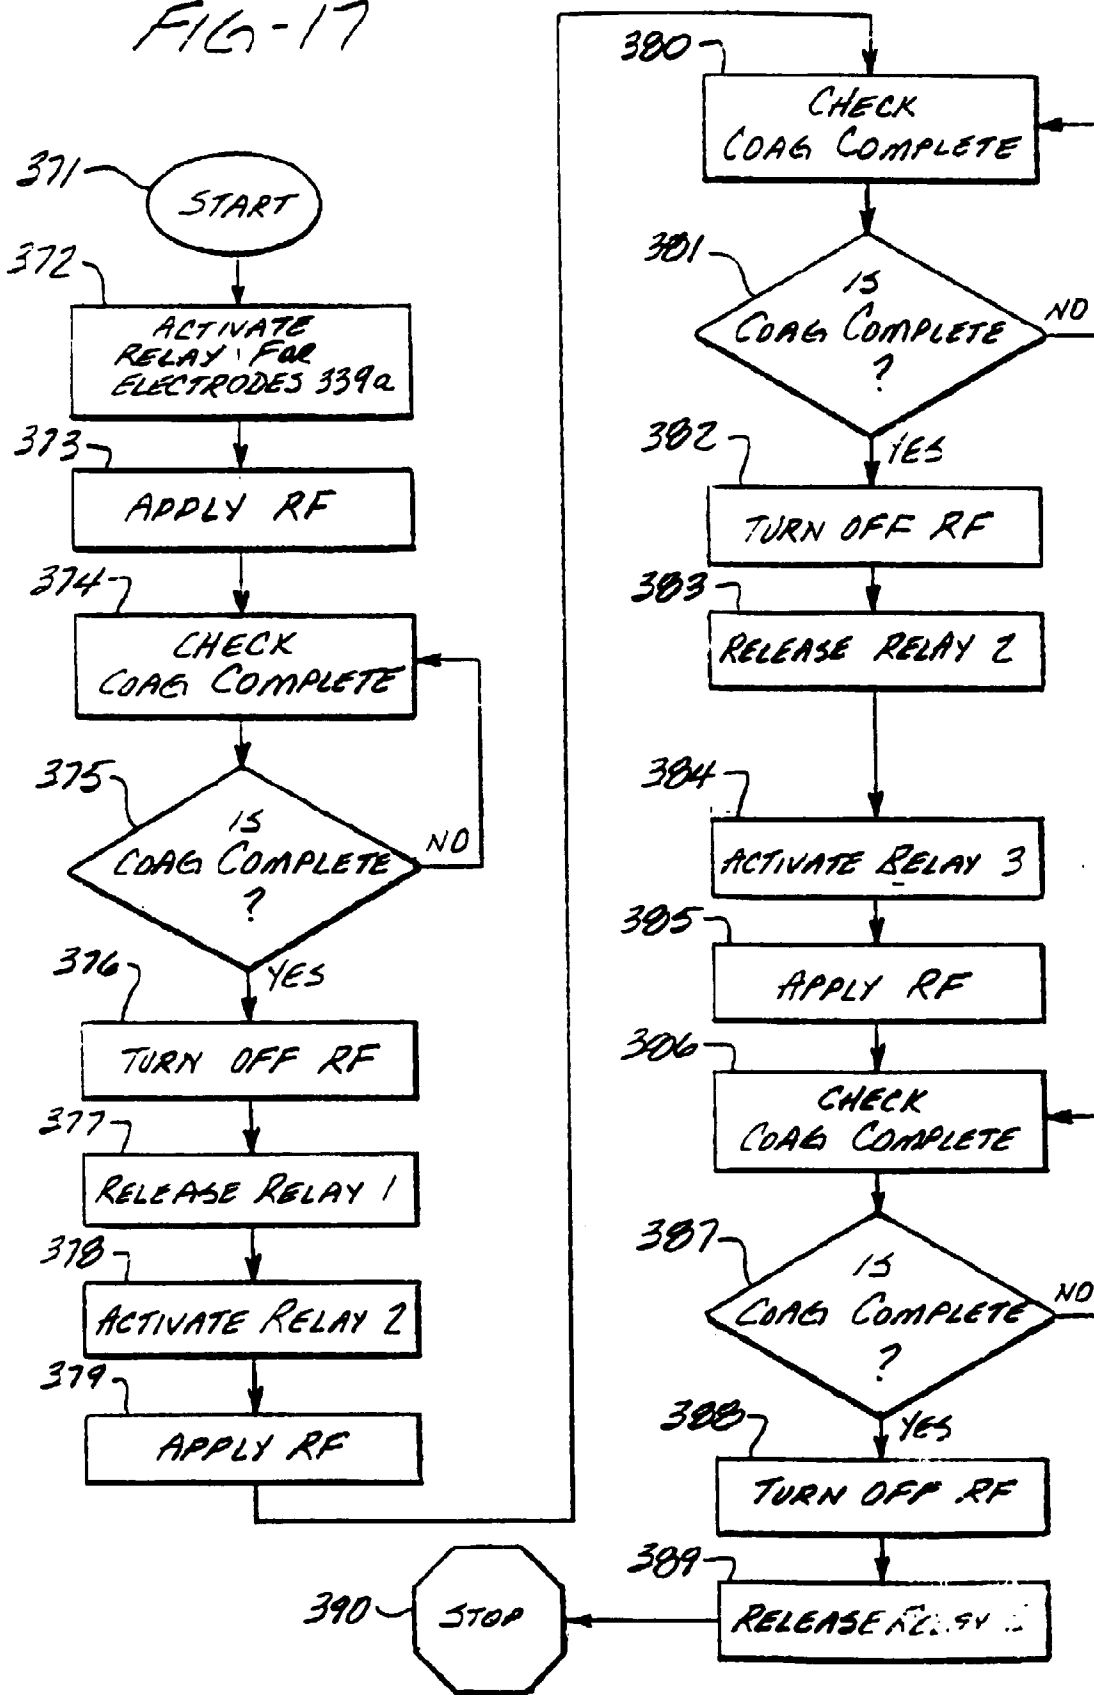 FIG-17
371
START
372
ACTIVATE
RELAY 1 FOR
ELECTRODES 339a
373
APPLY RF
374
CHECK
COAG COMPLETE
375
IS
COAG COMPLETE
?
NO
YES
376
TURN OFF RF
377
RELEASE RELAY 1
378
ACTIVATE RELAY 2
379
APPLY RF
380
CHECK
COAG COMPLETE
381
IS
COAG COMPLETE
?
NO
YES
382
TURN OFF RF
383
RELEASE RELAY 2
384
ACTIVATE RELAY 3
385
APPLY RF
386
CHECK
COAG COMPLETE
387
IS
COAG COMPLETE
?
NO
YES
388
TURN OFF RF
389
RELEASE RELAY
390
STOP